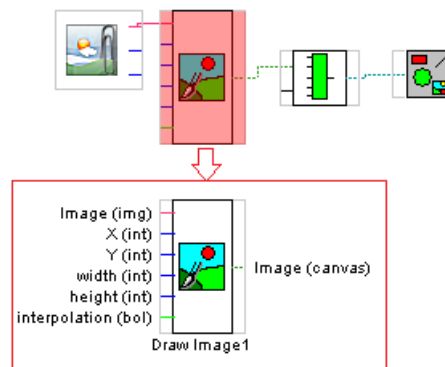 Image (img)
X (int)
Y (int)
width (int)
height (int)
interpolation (bol)
Image (canvas)
Draw Image1